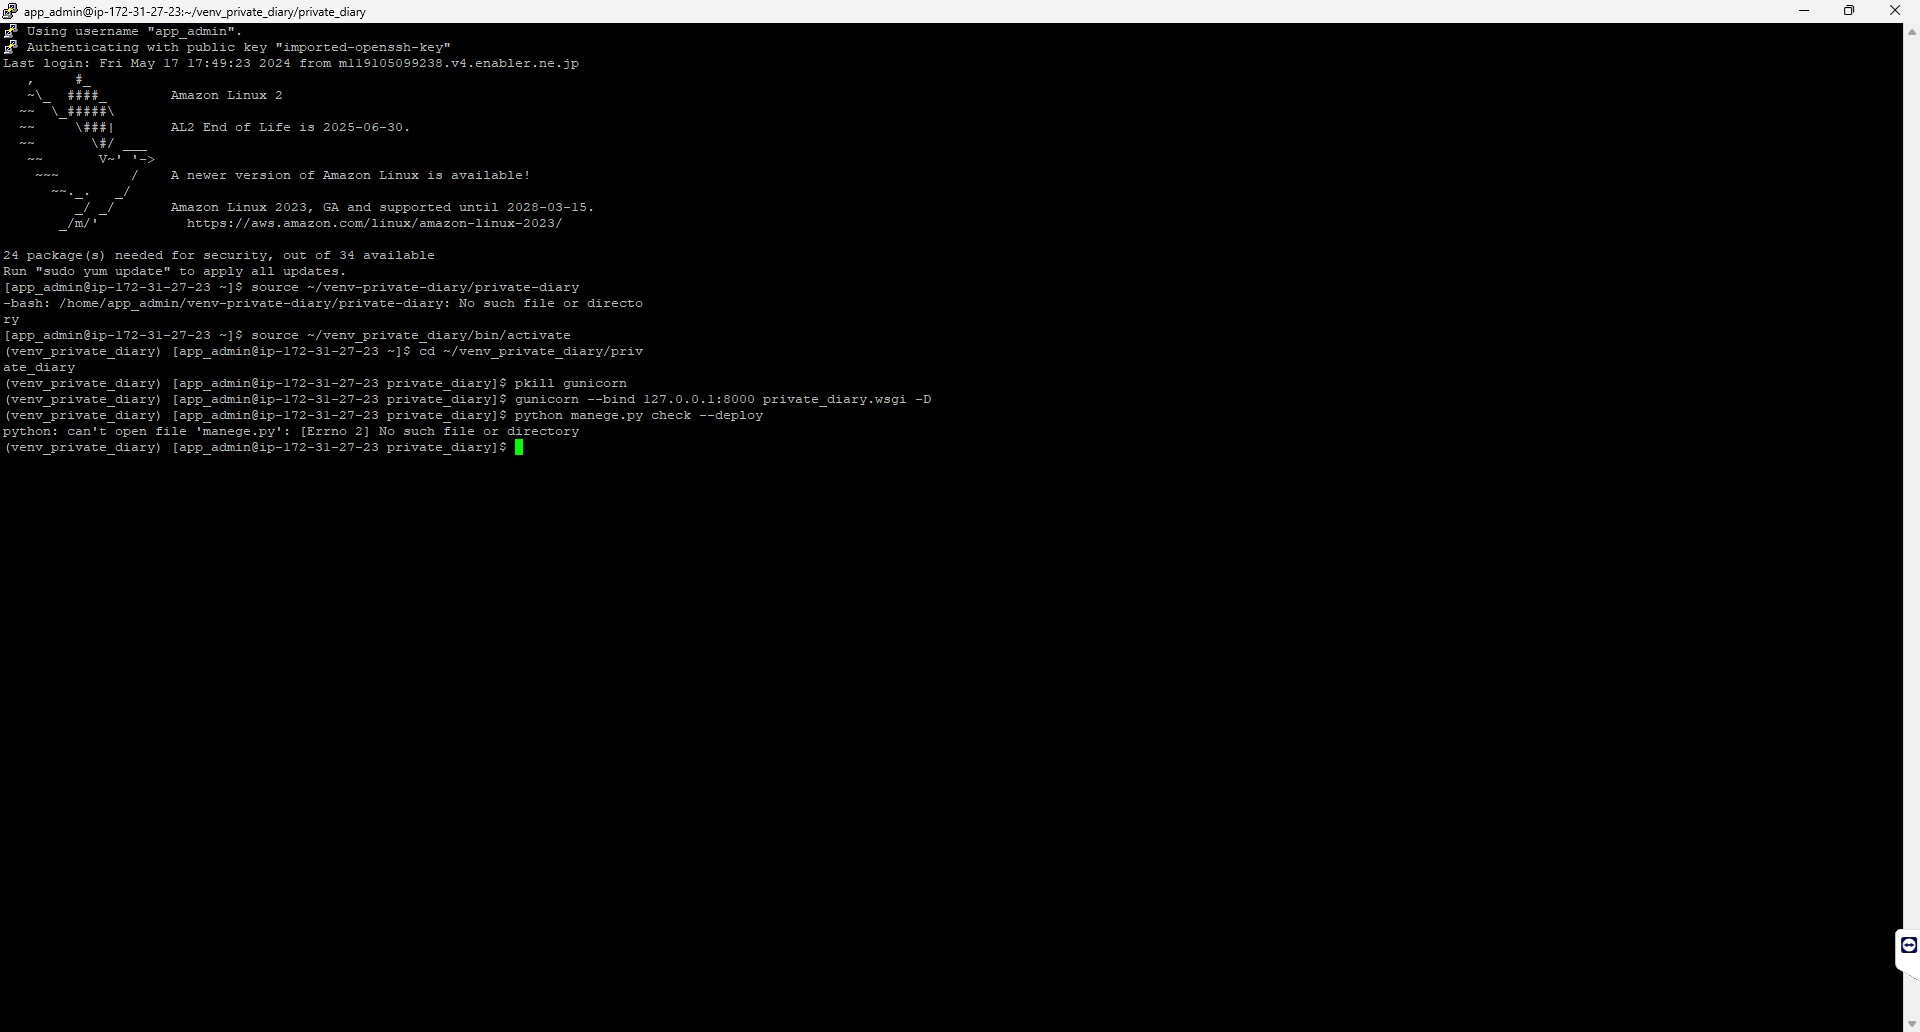 app_admin@ip-172-31-27-23:~/venv_private_diary/private_diary
Using username "app_admin".
Authenticating with public key "imported-openssh-key"
Last login: Fri May 17 17:49:23 2024 from m119105099238.v4.enabler.ne.jp
   ,     #_
   ~\_  ####_        Amazon Linux 2
  ~~  \_#####\
  ~~     \###|       AL2 End of Life is 2025-06-30.
  ~~       \#/ ___
   ~~       V~' '->
    ~~~         /    A newer version of Amazon Linux is available!
      ~~._.   _/
         _/ _/       Amazon Linux 2023, GA and supported until 2028-03-15.
       _/m/'           https://aws.amazon.com/linux/amazon-linux-2023/
24 package(s) needed for security, out of 34 available
Run "sudo yum update" to apply all updates.
[app_admin@ip-172-31-27-23 ~]$ source ~/venv-private-diary/private-diary
-bash: /home/app_admin/venv-private-diary/private-diary: No such file or directo
ry
[app_admin@ip-172-31-27-23 ~]$ source ~/venv_private_diary/bin/activate
(venv_private_diary) [app_admin@ip-172-31-27-23 ~]$ cd ~/venv_private_diary/priv
ate_diary
(venv_private_diary) [app_admin@ip-172-31-27-23 private_diary]$ pkill gunicorn
(venv_private_diary) [app_admin@ip-172-31-27-23 private_diary]$ gunicorn --bind 127.0.0.1:8000 private_diary.wsgi -D
(venv_private_diary) [app_admin@ip-172-31-27-23 private_diary]$ python manege.py check --deploy
python: can't open file 'manege.py': [Errno 2] No such file or directory
(venv_private_diary) [app_admin@ip-172-31-27-23 private_diary]$